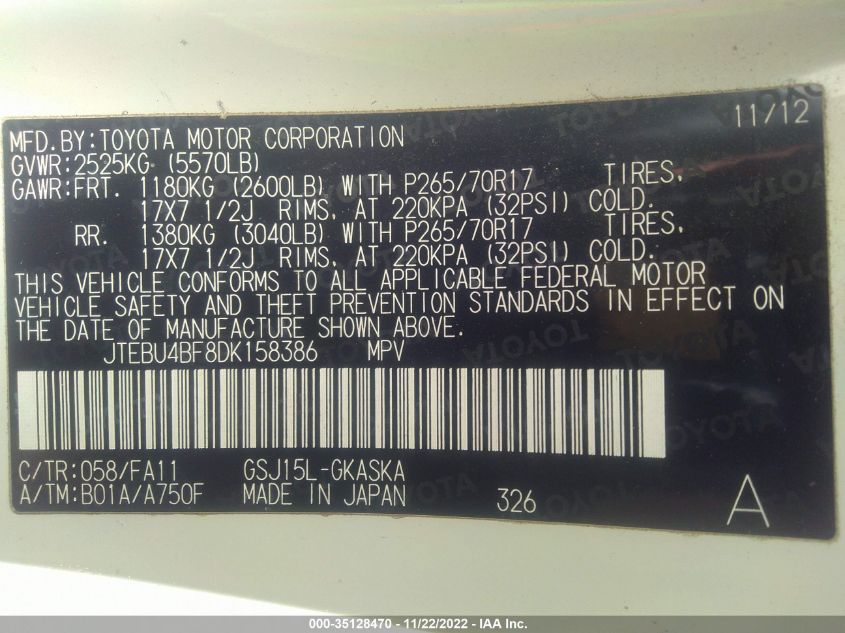 11/12
MFD.BY:TOYOTA MOTOR CORPORATION
GVWR:2525KG (5570LB)
GAWR:FRT. 1180KG (2600LB) WITH P265/70R17 TIRES,
17X7 1/2J RIMS, AT 220KPA (32PSI) COLD.
RR. 1380KG (3040LB) WITH P265/70R17 TIRES,
17X7 1/2J RIMS, AT 220KPA (32PSI) COLD.
THIS VEHICLE CONFORMS TO ALL APPLICABLE FEDERAL MOTOR
VEHICLE SAFETY AND THEFT PREVENTION STANDARDS IN EFFECT ON
THE DATE OF MANUFACTURE SHOWN ABOVE.
JTEBU4BF8DK158386 MPV
C/TR:058/FA11 GSJ15L-GKASKA
A/TM:B01A/A750F MADE IN JAPAN 326 A
000-35128470 - 11/22/2022 - IAA Inc.